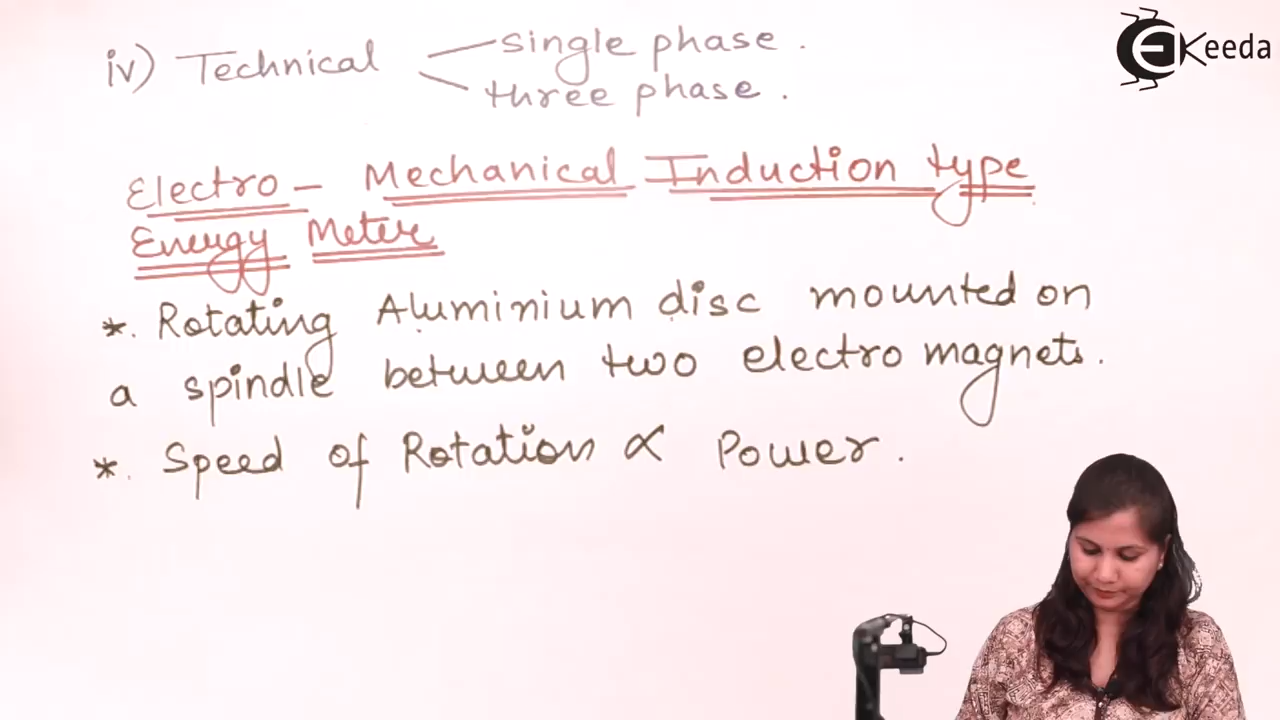 iv) Technical single phase.
three phase.
Electro - Mechanical Induction type
Energy Meter
*. Rotating Aluminium disc mounted on
a spindle between two electro magnets.
*. Speed of Rotation ∝ Power.
EKeeda